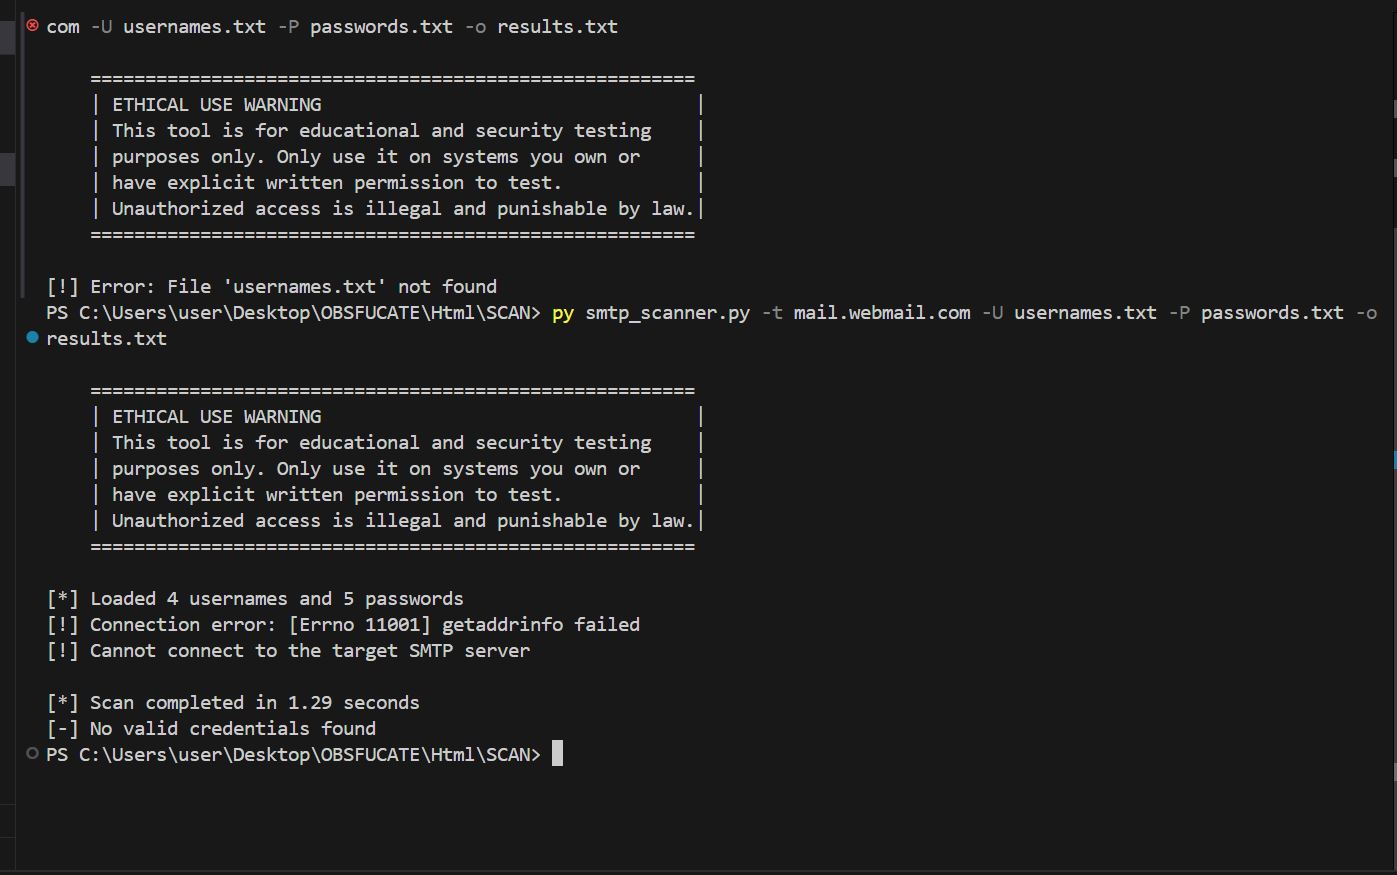 com -U usernames.txt -P passwords.txt -o results.txt
=======================================================
| ETHICAL USE WARNING |
| This tool is for educational and security testing |
| purposes only. Only use it on systems you own or |
| have explicit written permission to test. |
| Unauthorized access is illegal and punishable by law.|
=======================================================
[!] Error: File 'usernames.txt' not found
PS C:\Users\user\Desktop\OBSFUCATE\Html\SCAN> py smtp_scanner.py -t mail.webmail.com -U usernames.txt -P passwords.txt -o
results.txt
=======================================================
| ETHICAL USE WARNING |
| This tool is for educational and security testing |
| purposes only. Only use it on systems you own or |
| have explicit written permission to test. |
| Unauthorized access is illegal and punishable by law.|
=======================================================
[*] Loaded 4 usernames and 5 passwords
[!] Connection error: [Errno 11001] getaddrinfo failed
[!] Cannot connect to the target SMTP server
[*] Scan completed in 1.29 seconds
[-] No valid credentials found
PS C:\Users\user\Desktop\OBSFUCATE\Html\SCAN>